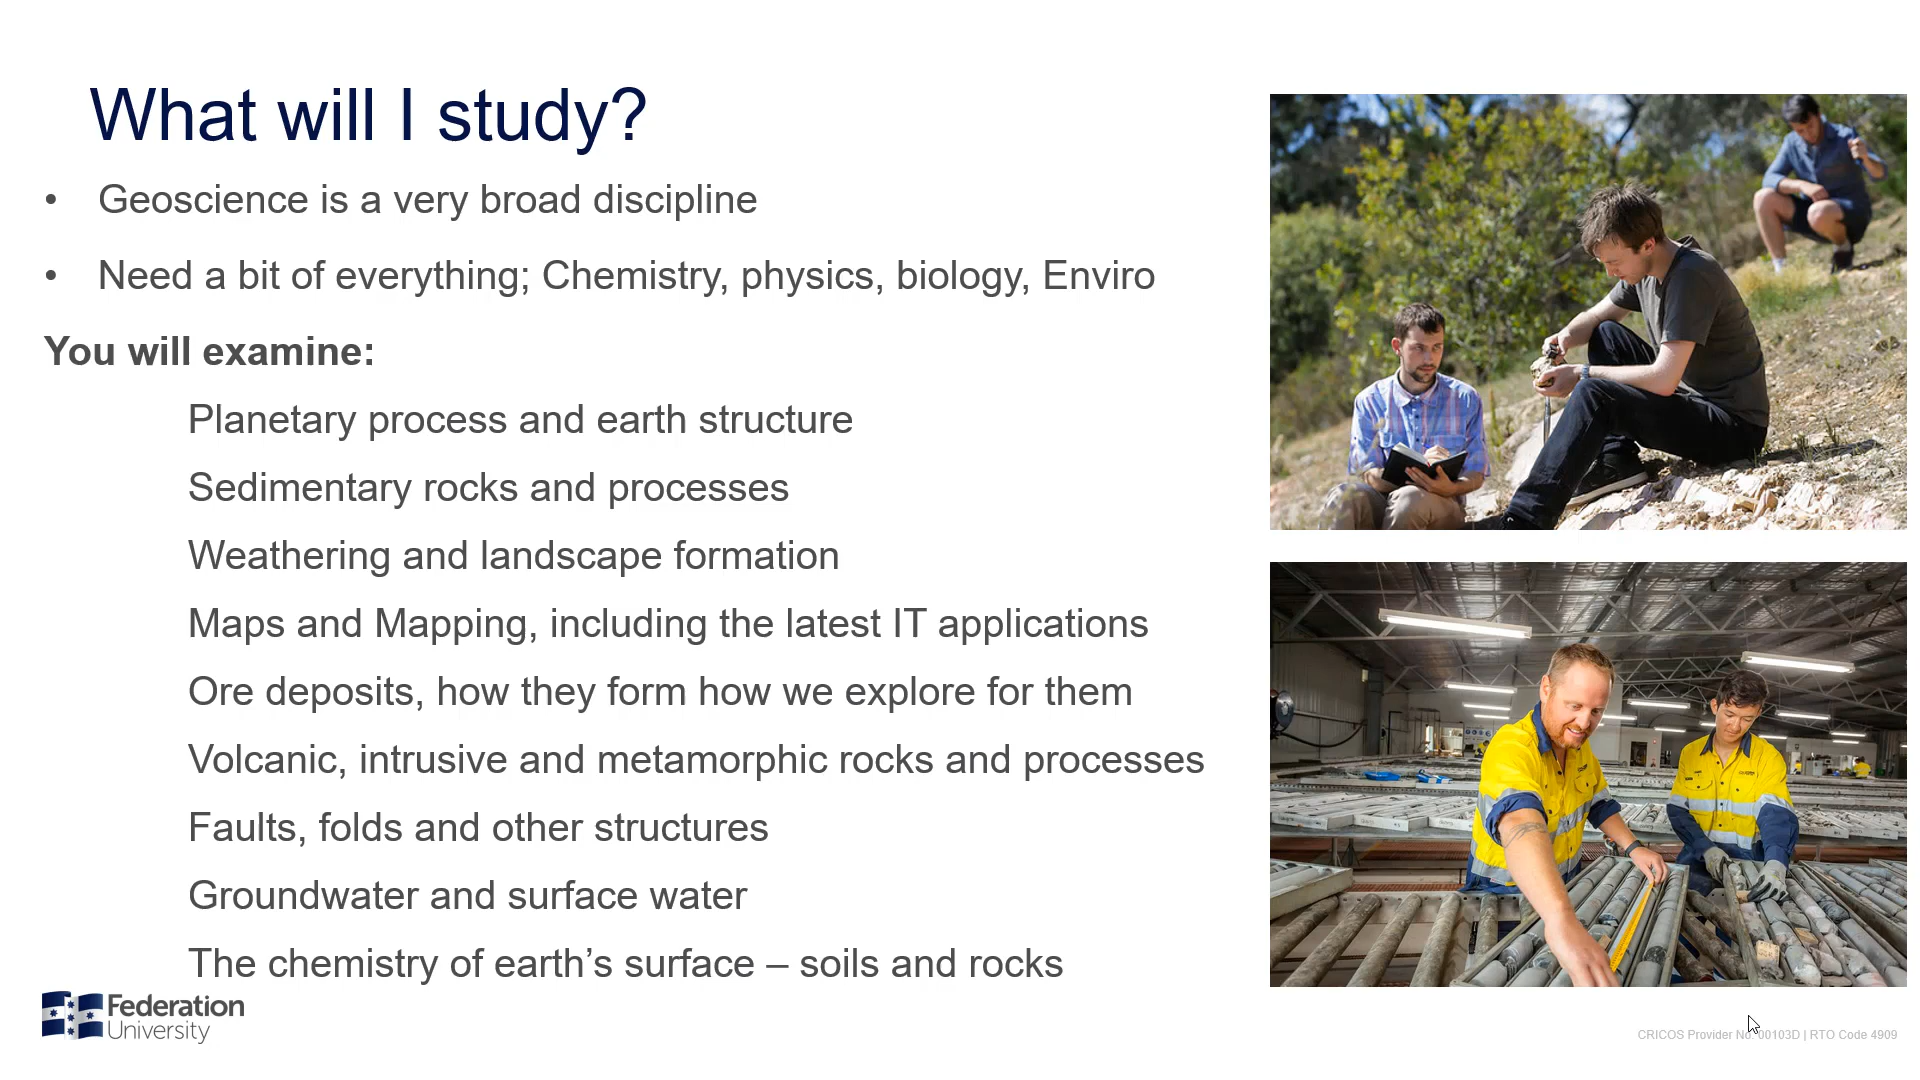 What will I study?
• Geoscience is a very broad discipline
• Need a bit of everything; Chemistry, physics, biology, Enviro
You will examine:
Planetary process and earth structure
Sedimentary rocks and processes
Weathering and landscape formation
Maps and Mapping, including the latest IT applications
Ore deposits, how they form how we explore for them
Volcanic, intrusive and metamorphic rocks and processes
Faults, folds and other structures
Groundwater and surface water
The chemistry of earth’s surface – soils and rocks
Federation
University
CRICOS Provider No. 00103D | RTO Code 4909